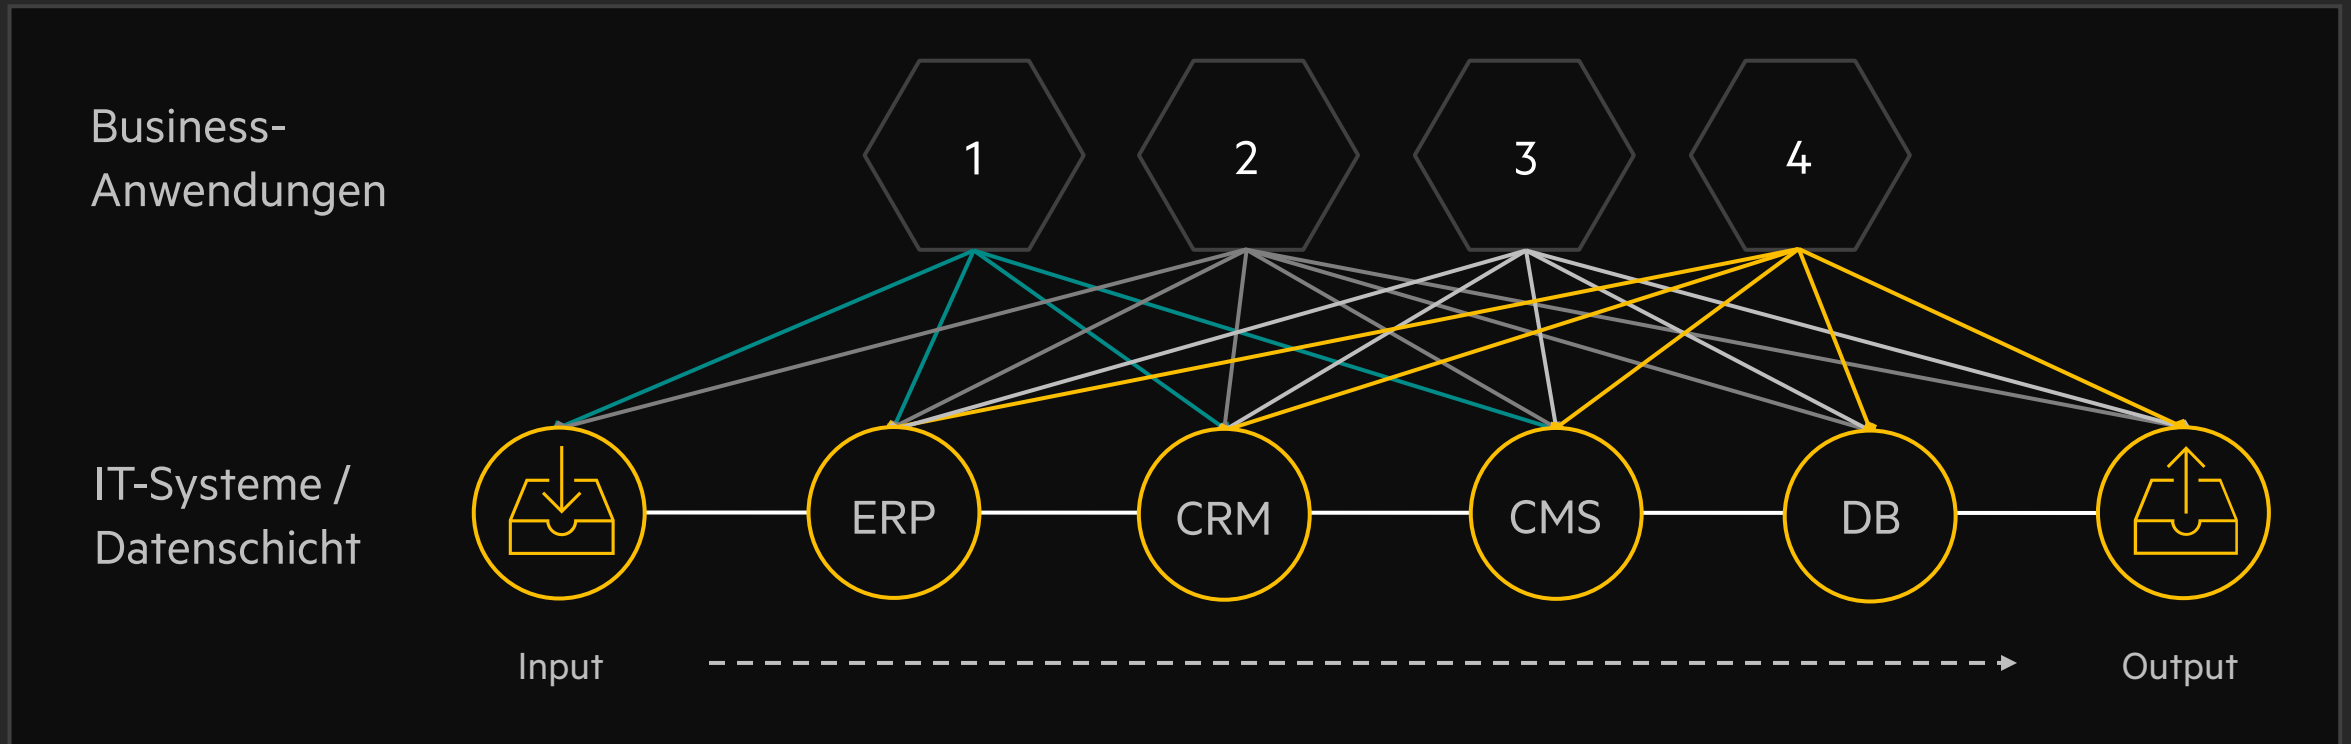 Business-
Anwendungen
1
2
3
4
IT-Systeme /
Datenschicht
ERP
CRM
CMS
DB
Input
Output